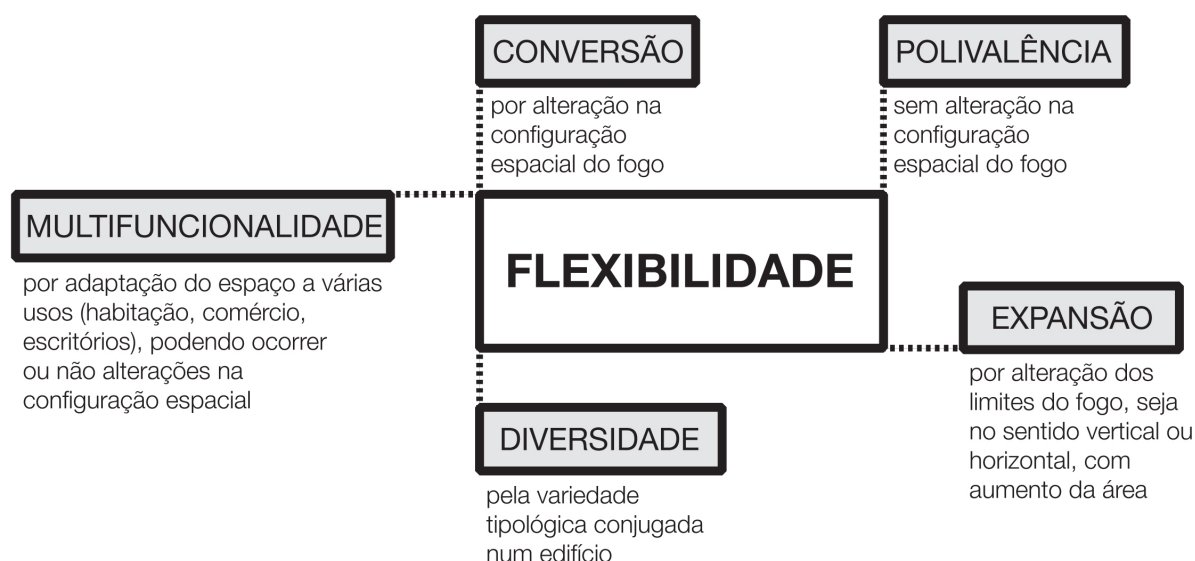 CONVERSÃO
por alteração na
configuração
espacial do fogo
POLIVALÊNCIA
sem alteração na
configuração
espacial do fogo
MULTIFUNCIONALIDADE
por adaptação do espaço a várias
usos (habitação, comércio,
escritórios), podendo ocorrer
ou não alterações na
configuração espacial
FLEXIBILIDADE
EXPANSÃO
por alteração dos
limites do fogo, seja
no sentido vertical ou
horizontal, com
aumento da área
DIVERSIDADE
pela variedade
tipológica conjugada
num edifício